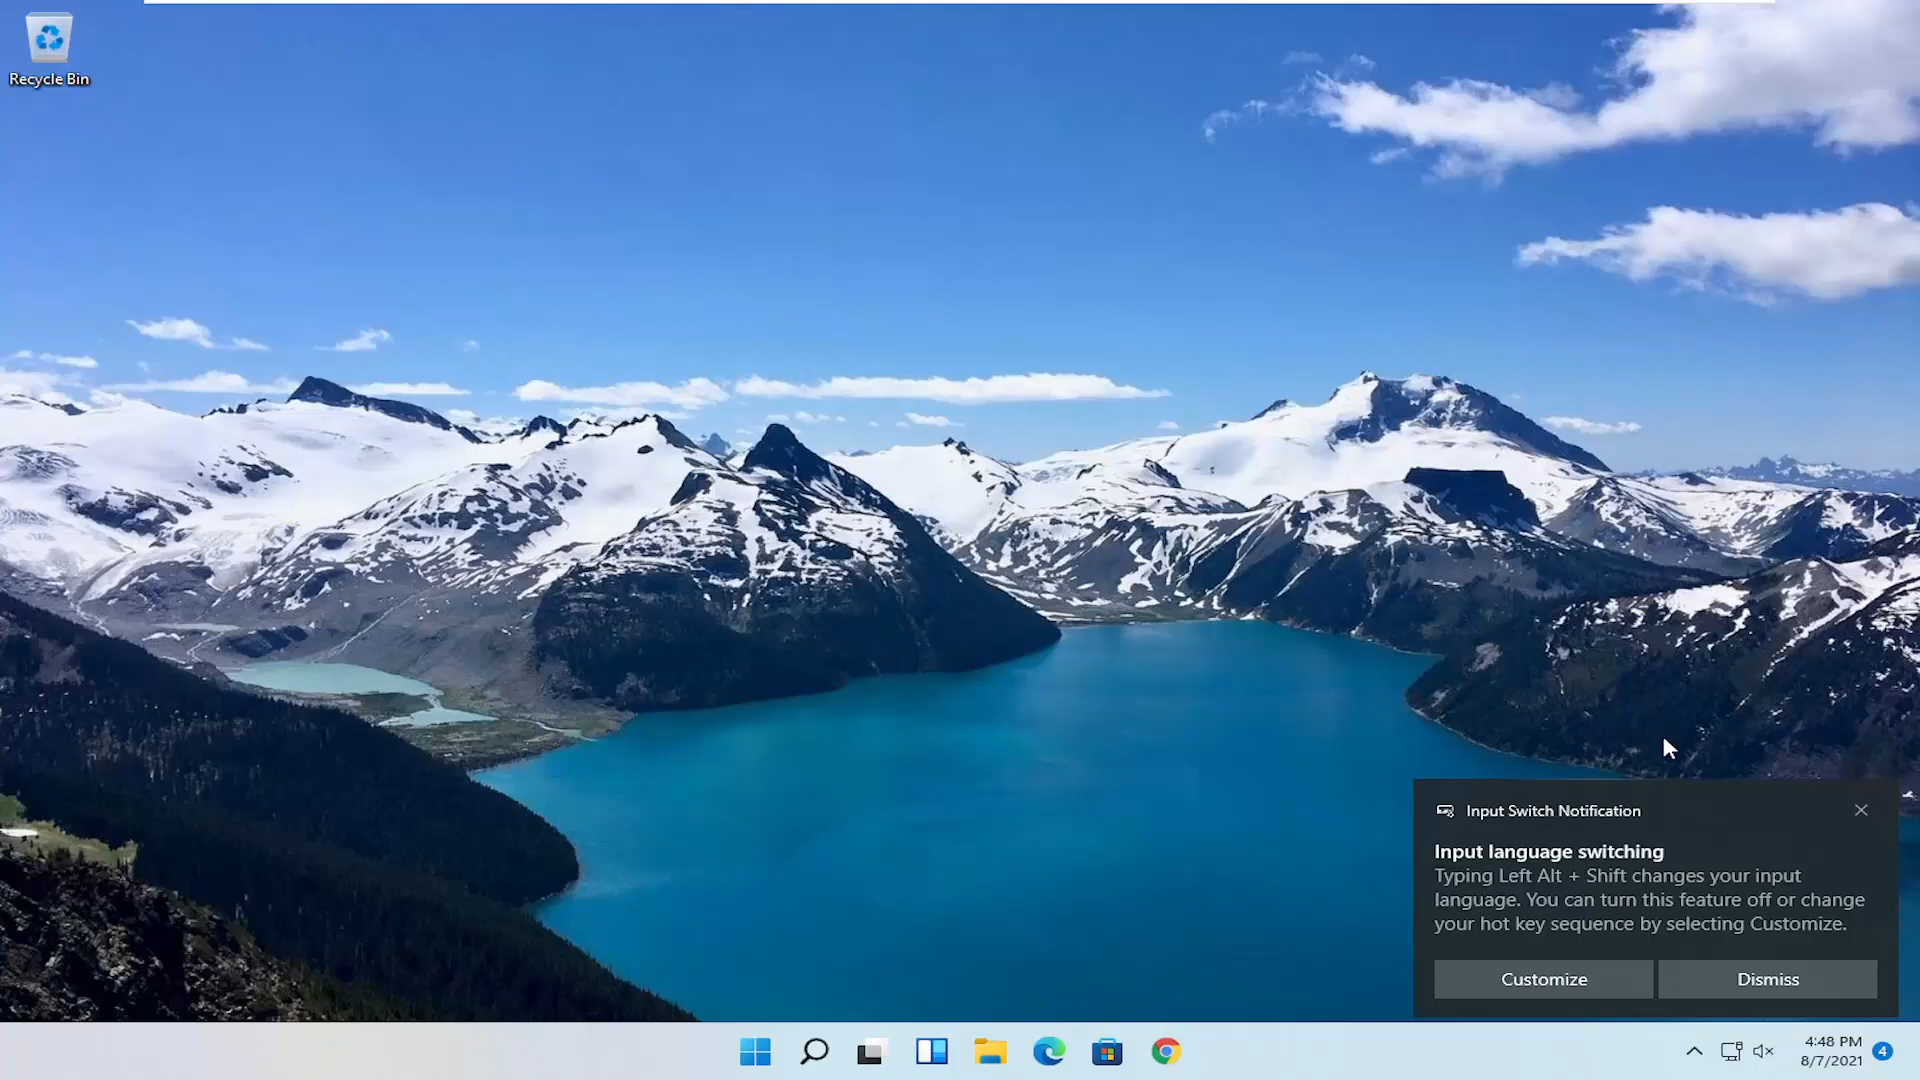 Recycle Bin
Input Switch Notification
Input language switching
Typing Left Alt + Shift changes your input
language. You can turn this feature off or change
your hot key sequence by selecting Customize.
Customize
Dismiss
4:48 PM
8/7/2021
4